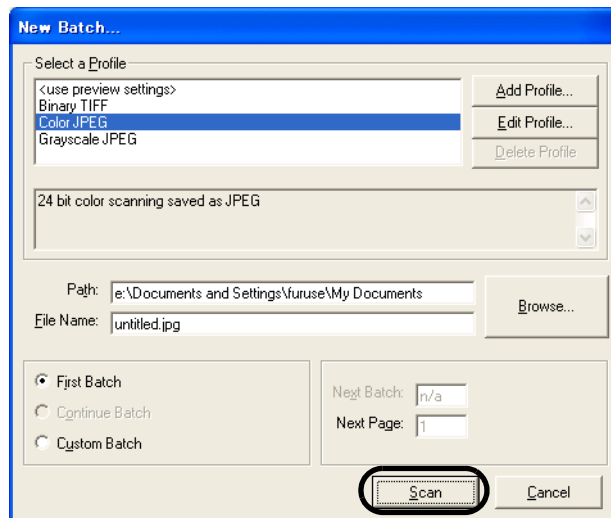 New Batch...
Select a Profile
<use preview settings>
Binary TIFF
Color JPEG
Grayscale JPEG
Add Profile...
Edit Profile...
Delete Profile
24 bit color scanning saved as JPEG
Path: e:\Documents and Settings\furuse\My Documents
File Name: untitled.jpg
Browse...
First Batch
Continue Batch
Custom Batch
Next Batch: n/a
Next Page: 1
Scan
Cancel